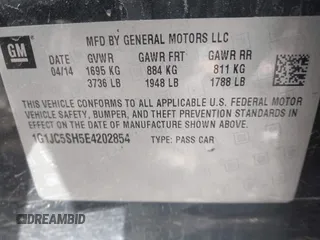 GM
MFD BY GENERAL MOTORS LLC
DATE GVWR GAWR FRT GAWR RR
04/14 1695 KG 884 KG 811 KG
3736 LB 1948 LB 1788 LB
THIS VEHICLE CONFORMS TO ALL APPLICABLE U.S. FEDERAL MOTOR
VEHICLE SAFETY, BUMPER, AND THEFT PREVENTION STANDARDS IN
EFFECT ON THE DATE OF MANUFACTURE SHOWN ABOVE.
1G1JC5SH5E4202854 TYPE: PASS CAR
BIDHISTORY